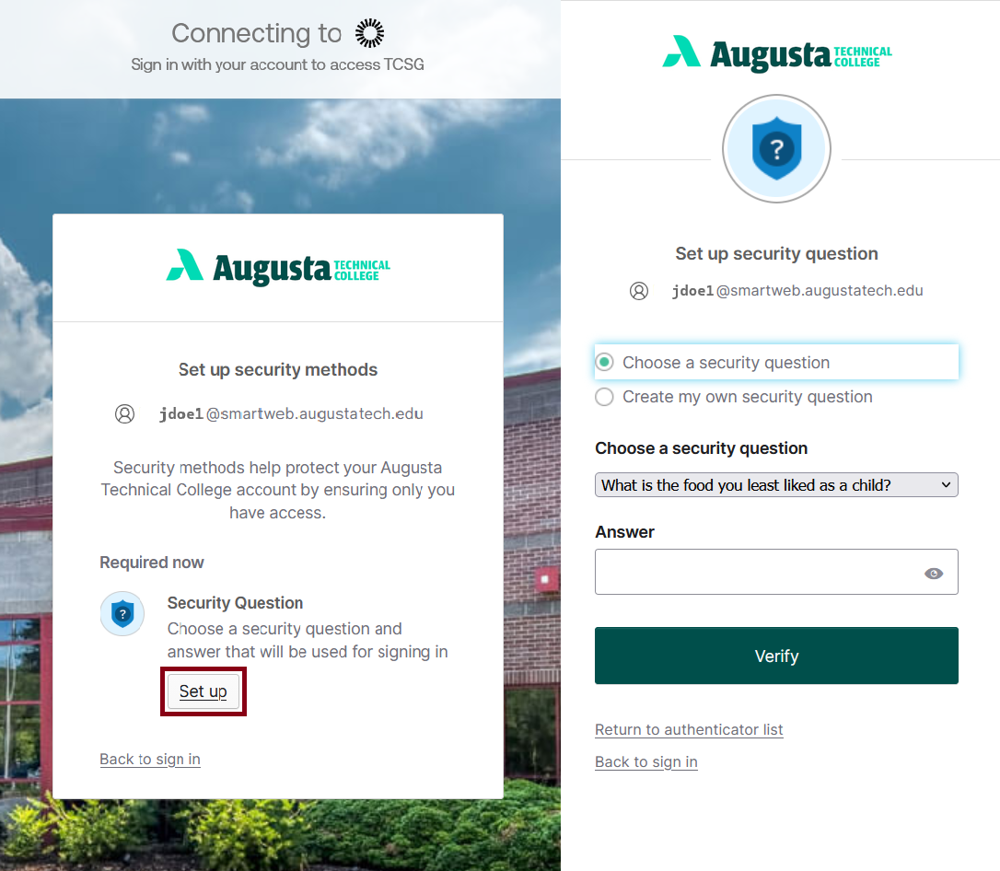 Connecting to
Sign in with your account to access TCSG
Augusta TECHNICAL COLLEGE
Set up security methods
jdoe1@smartweb.augustatech.edu
Security methods help protect your Augusta
Technical College account by ensuring only you
have access.
Required now
?
Security Question
Choose a security question and
answer that will be used for signing in
Set up
Back to sign in
Augusta TECHNICAL COLLEGE
?
Set up security question
jdoe1@smartweb.augustatech.edu
Choose a security question
Create my own security question
Choose a security question
What is the food you least liked as a child?
Answer
Verify
Return to authenticator list
Back to sign in